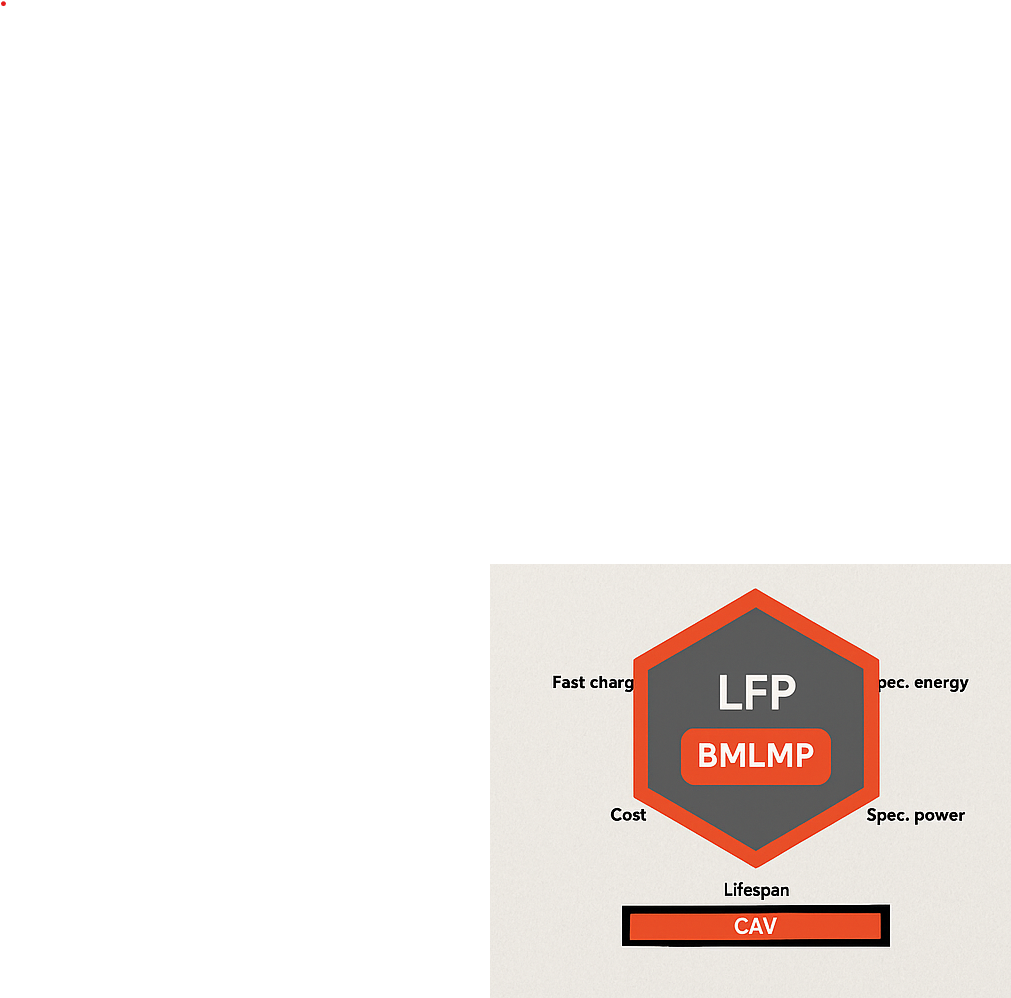 LFP
Fast charg
pec. energy
BMLMP
Cost
Spec. power
Lifespan
CAV